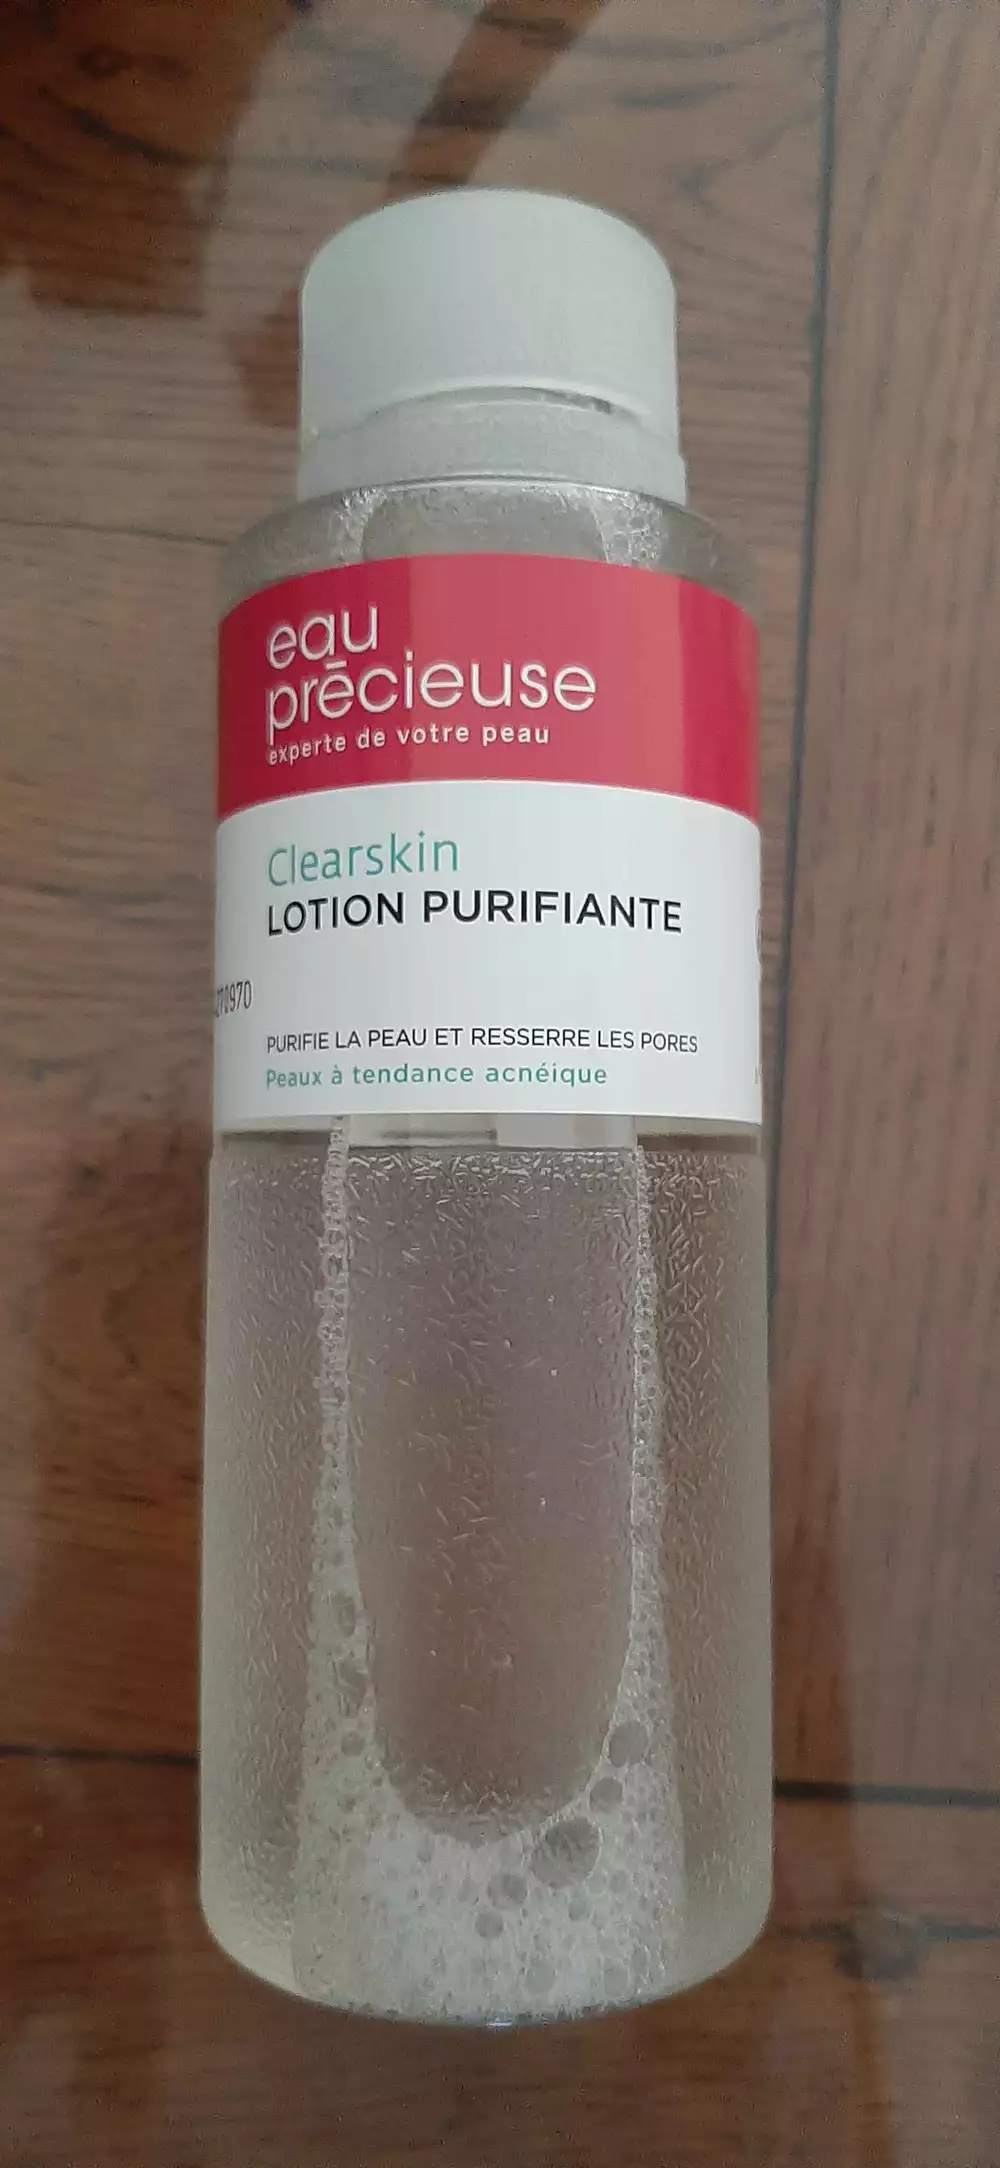 eau
précieuse
experte de votre peau
Clearskin
LOTION PURIFIANTE
PURIFIE LA PEAU ET RESSERRE LES PORES
Peaux à tendance acnéique